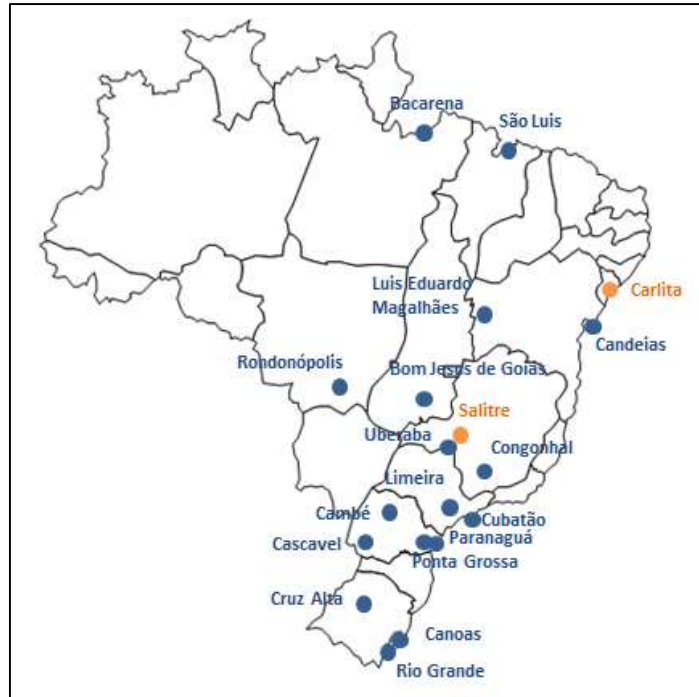 Bacarena
São Luis
Luis Eduardo
Magalhães
Carlita
Candeias
Rondonópolis
Bom Jesus de Goias
Salitre
Uberaba
Congonhal
Limeira
Cambé
Cubatão
Cascavel
Paranaguá
Ponta Grossa
Cruz Alta
Canoas
Rio Grande